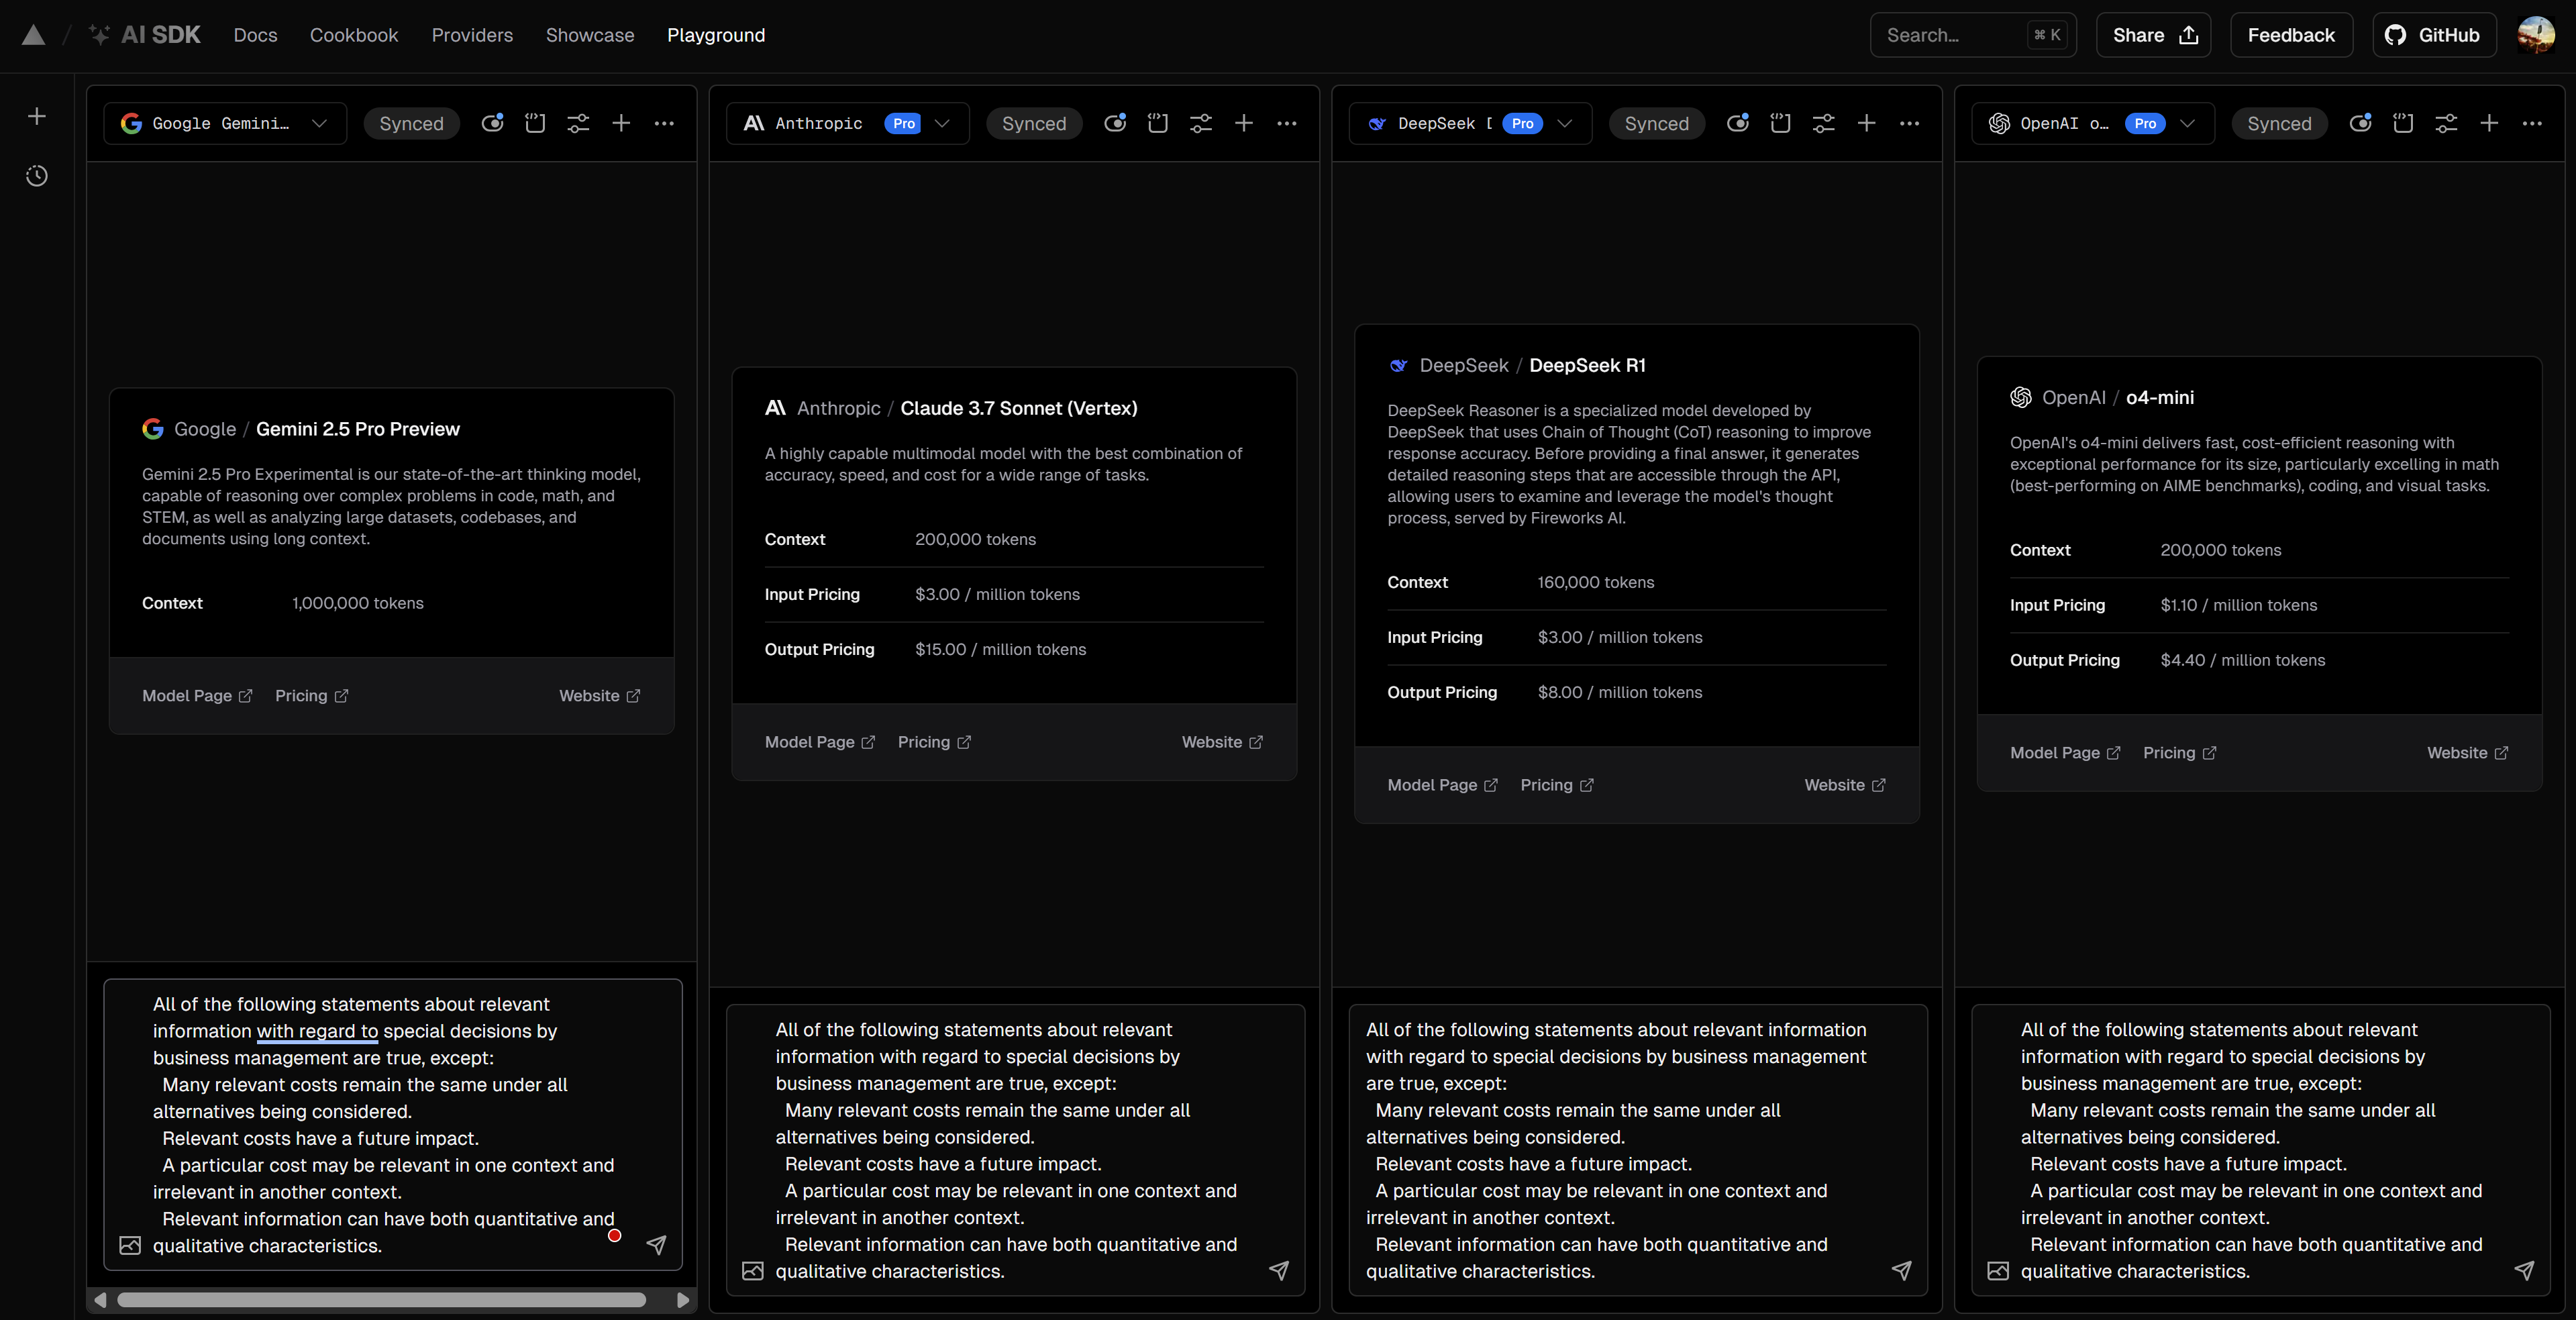 AI SDK
Docs
Cookbook
Providers
Showcase
Playground
Search...
⌘ K
Share
Feedback
GitHub
Google Gemini…
Synced
Google / Gemini 2.5 Pro Preview
Gemini 2.5 Pro Experimental is our state-of-the-art thinking model,
capable of reasoning over complex problems in code, math, and
STEM, as well as analyzing large datasets, codebases, and
documents using long context.
Context 1,000,000 tokens
Model Page
Pricing
Website
All of the following statements about relevant
information with regard to special decisions by
business management are true, except:
Many relevant costs remain the same under all
alternatives being considered.
Relevant costs have a future impact.
A particular cost may be relevant in one context and
irrelevant in another context.
Relevant information can have both quantitative and
qualitative characteristics.
Anthropic
Pro
Synced
Anthropic / Claude 3.7 Sonnet (Vertex)
A highly capable multimodal model with the best combination of
accuracy, speed, and cost for a wide range of tasks.
Context 200,000 tokens
Input Pricing $3.00 / million tokens
Output Pricing $15.00 / million tokens
Model Page
Pricing
Website
All of the following statements about relevant
information with regard to special decisions by
business management are true, except:
Many relevant costs remain the same under all
alternatives being considered.
Relevant costs have a future impact.
A particular cost may be relevant in one context and
irrelevant in another context.
Relevant information can have both quantitative and
qualitative characteristics.
DeepSeek
Pro
Synced
DeepSeek / DeepSeek R1
DeepSeek Reasoner is a specialized model developed by
DeepSeek that uses Chain of Thought (CoT) reasoning to improve
response accuracy. Before providing a final answer, it generates
detailed reasoning steps that are accessible through the API,
allowing users to examine and leverage the model's thought
process, served by Fireworks AI.
Context 160,000 tokens
Input Pricing $3.00 / million tokens
Output Pricing $8.00 / million tokens
Model Page
Pricing
Website
All of the following statements about relevant information
with regard to special decisions by business management
are true, except:
Many relevant costs remain the same under all
alternatives being considered.
Relevant costs have a future impact.
A particular cost may be relevant in one context and
irrelevant in another context.
Relevant information can have both quantitative and
qualitative characteristics.
OpenAI o…
Pro
Synced
OpenAI / o4-mini
OpenAI's o4-mini delivers fast, cost-efficient reasoning with
exceptional performance for its size, particularly excelling in math
(best-performing on AIME benchmarks), coding, and visual tasks.
Context 200,000 tokens
Input Pricing $1.10 / million tokens
Output Pricing $4.40 / million tokens
Model Page
Pricing
Website
All of the following statements about relevant
information with regard to special decisions by
business management are true, except:
Many relevant costs remain the same under all
alternatives being considered.
Relevant costs have a future impact.
A particular cost may be relevant in one context and
irrelevant in another context.
Relevant information can have both quantitative and
qualitative characteristics.